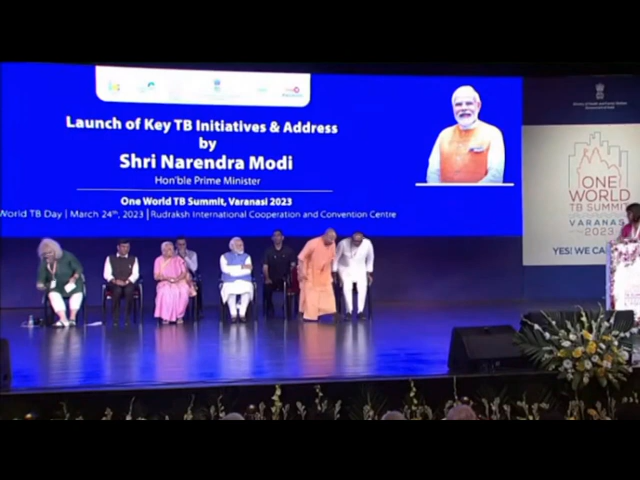 Launch of Key TB Initiatives & Address
by
Shri Narendra Modi
Hon'ble Prime Minister
One World TB Summit, Varanasi 2023
World TB Day | March 24th, 2023 | Rudraksh International Cooperation and Convention Centre
ONE
WORLD
TB SUMMIT
VARANASI
2023
YES! WE CA